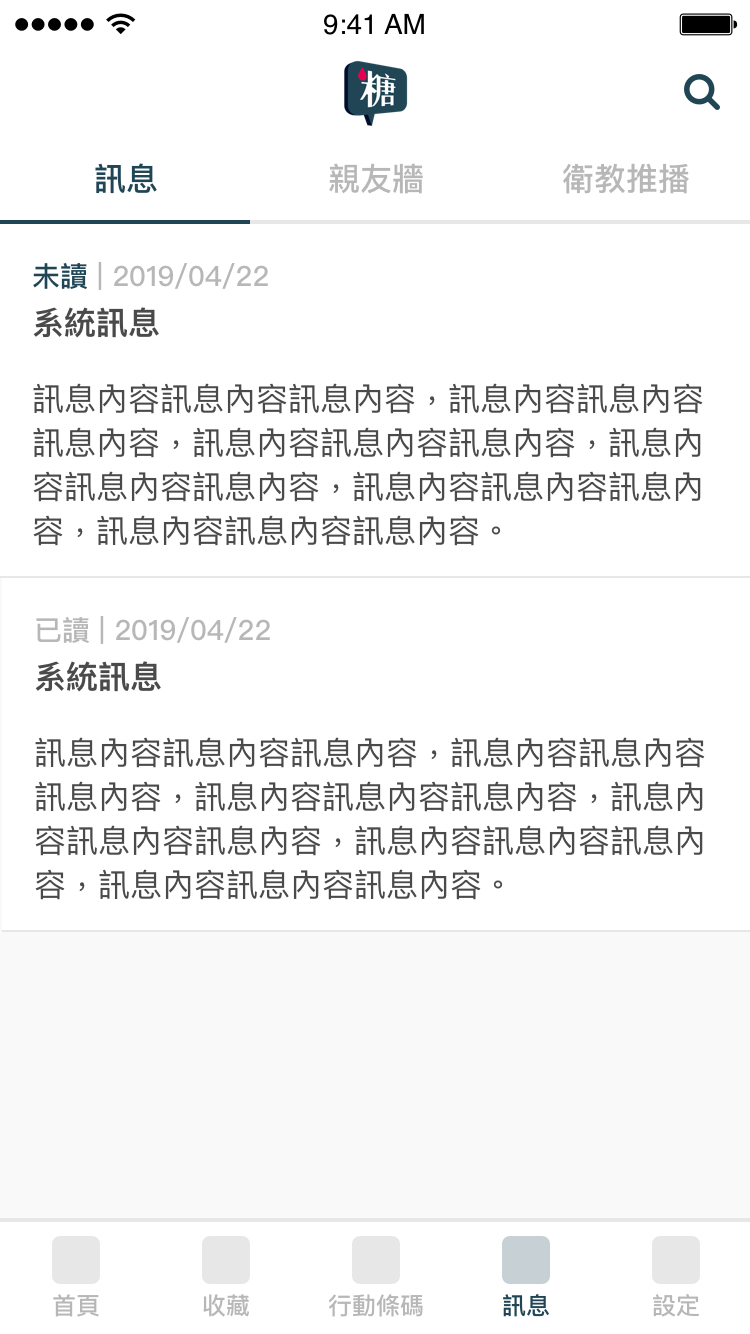 9:41 AM
糖
訊息 親友牆 衛教推播
未讀 | 2019/04/22
系統訊息
訊息內容訊息內容訊息內容，訊息內容訊息內容
訊息內容，訊息內容訊息內容訊息內容，訊息內
容訊息內容訊息內容，訊息內容訊息內容訊息內
容，訊息內容訊息內容訊息內容。
已讀 | 2019/04/22
系統訊息
訊息內容訊息內容訊息內容，訊息內容訊息內容
訊息內容，訊息內容訊息內容訊息內容，訊息內
容訊息內容訊息內容，訊息內容訊息內容訊息內
容，訊息內容訊息內容訊息內容。
首頁 收藏 行動條碼 訊息 設定